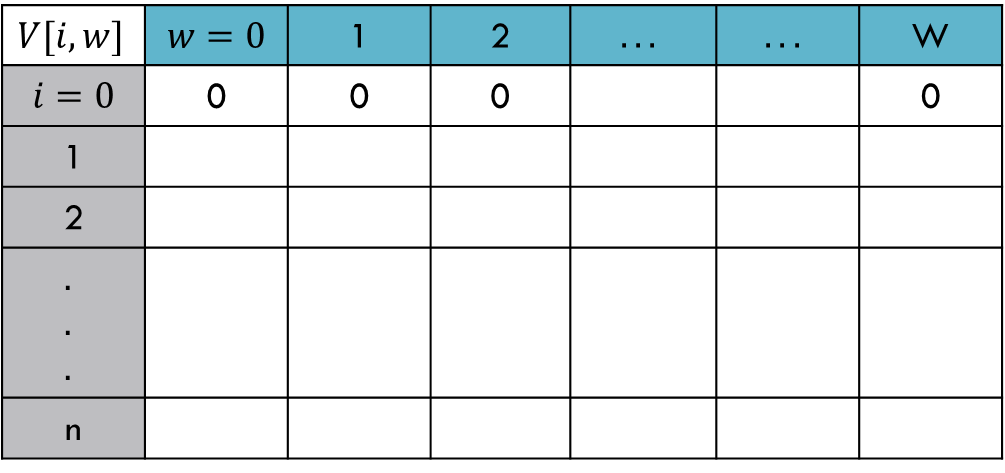 V[i, w] w = 0 1 2 ... ... W
i = 0 0 0 0 0
1
2
.
.
.
n